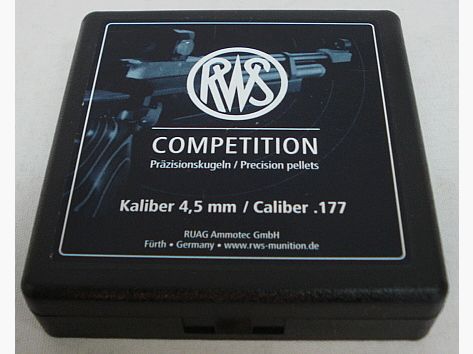 RWS
COMPETITION
Präzisionskugeln / Precision pellets
Kaliber 4,5 mm / Caliber .177
RUAG Ammotec GmbH
Fürth • Germany • www.rws-munition.de